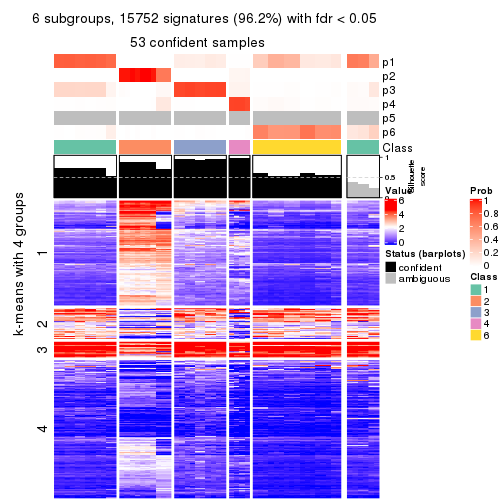 6 subgroups, 15752 signatures (96.2%) with fdr < 0.05
53 confident samples
p1
p2
p3
p4
p5
p6
Class
1
0.5
0
Silhouette
score
k-means with 4 groups
1
2
3
4
Value
6
4
2
0
Status (barplots)
confident
ambiguous
Prob
1
0.8
0.6
0.4
0.2
0
Class
1
2
3
4
6